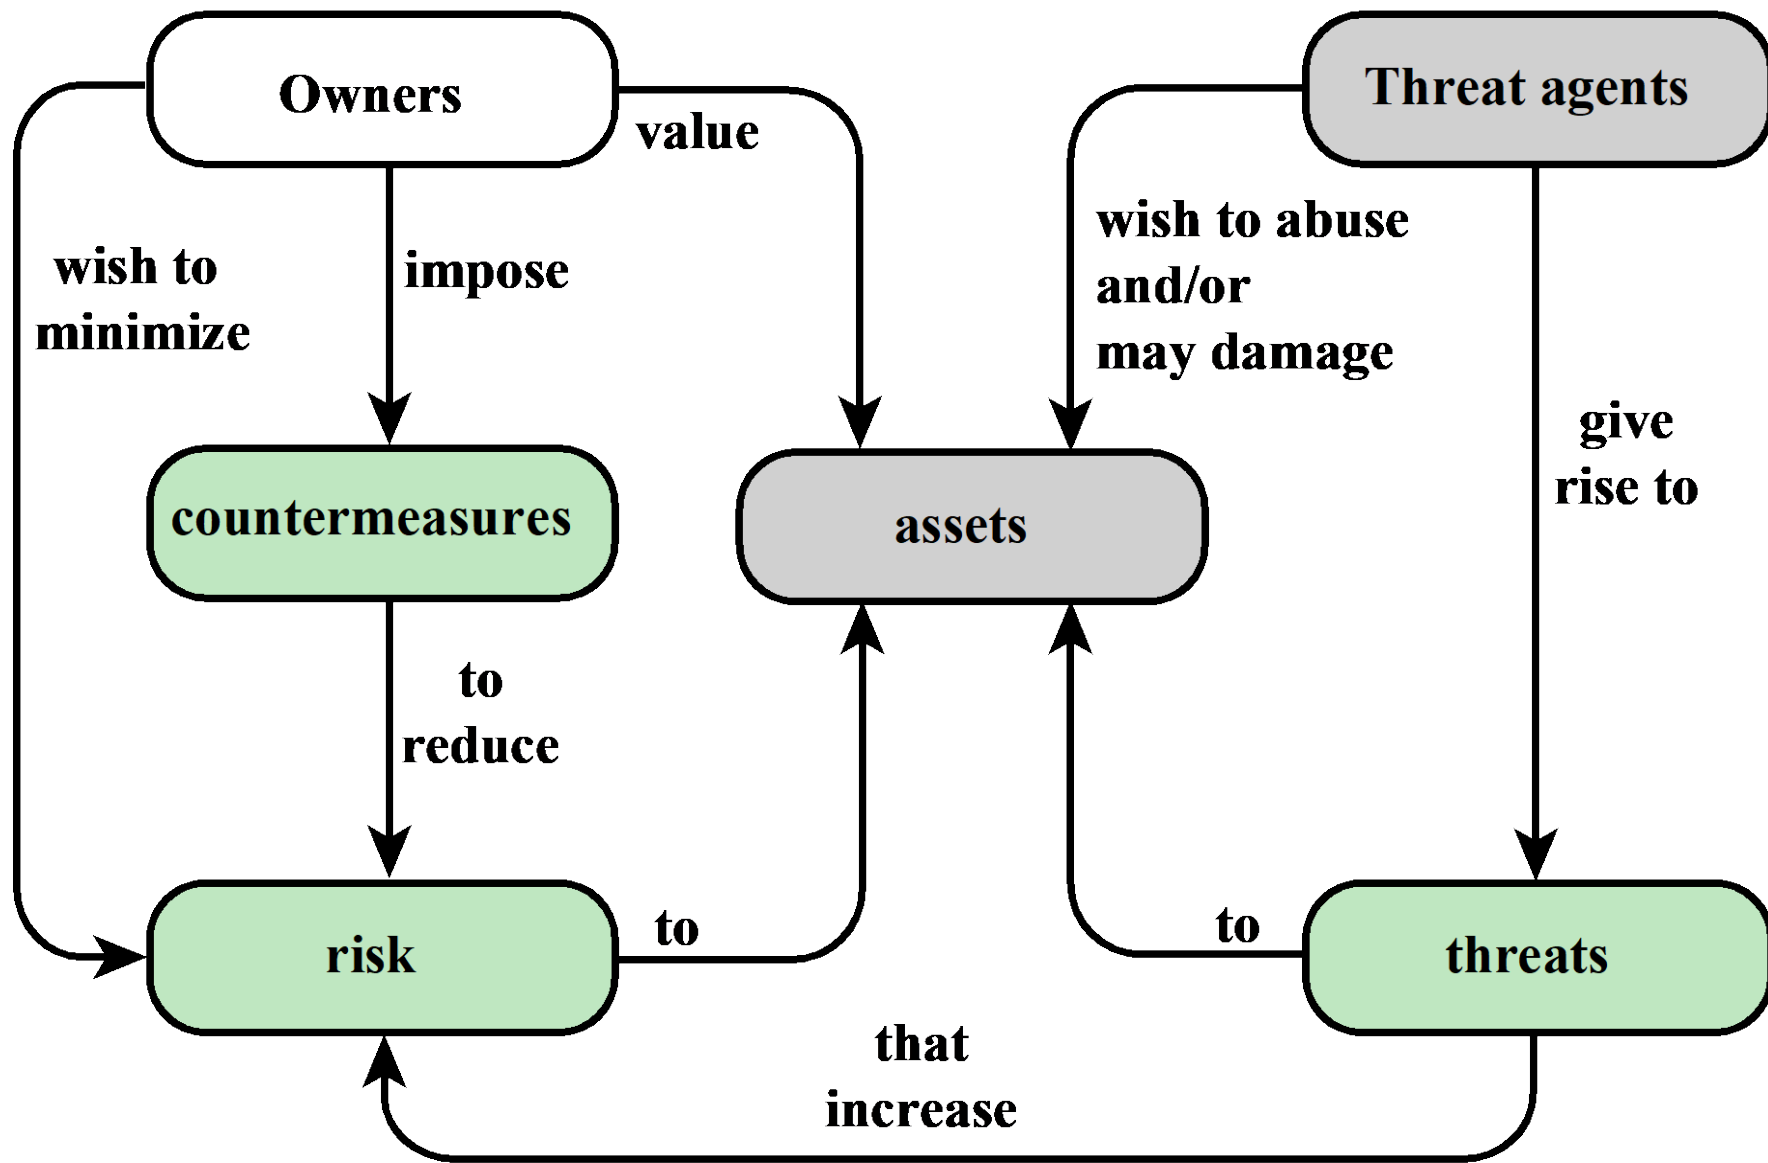 Owners
Threat agents
value
wish to
minimize
impose
wish to abuse
and/or
may damage
give
rise to
countermeasures
assets
to
reduce
risk
to
to
threats
that
increase